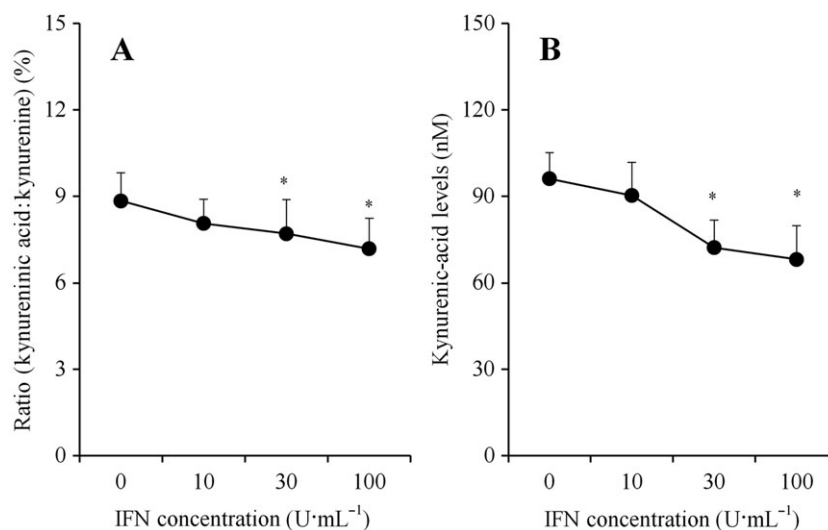 A
Ratio (kynureninic acid:kynurenine) (%)
15
12
9
6
3
0
* *
0 10 30 100
IFN concentration (U·mL⁻¹)
B
Kynurenic-acid levels (nM)
150
120
90
60
30
0
* *
0 10 30 100
IFN concentration (U·mL⁻¹)